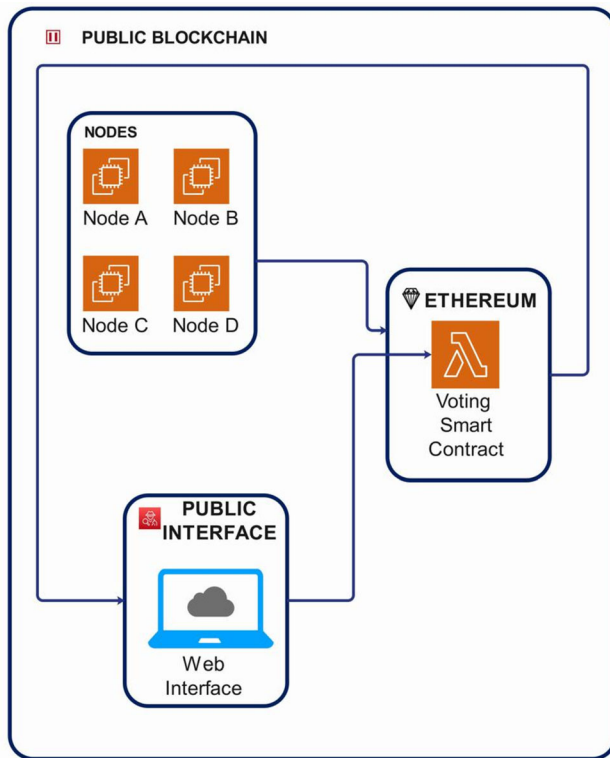 PUBLIC BLOCKCHAIN
NODES
Node A
Node B
Node C
Node D
ETHEREUM
Voting
Smart
Contract
PUBLIC
INTERFACE
Web
Interface